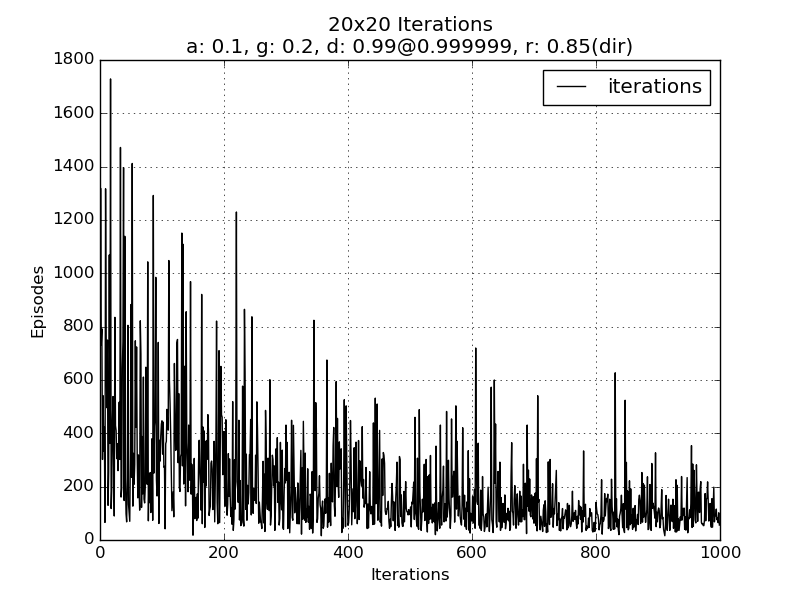 20x20 Iterations
a: 0.1, g: 0.2, d: 0.99@0.999999, r: 0.85(dir)
1800
iterations
1600
1400
1200
1000
Episodes
800
600
400
200
0
0 200 400 600 800 1000
Iterations